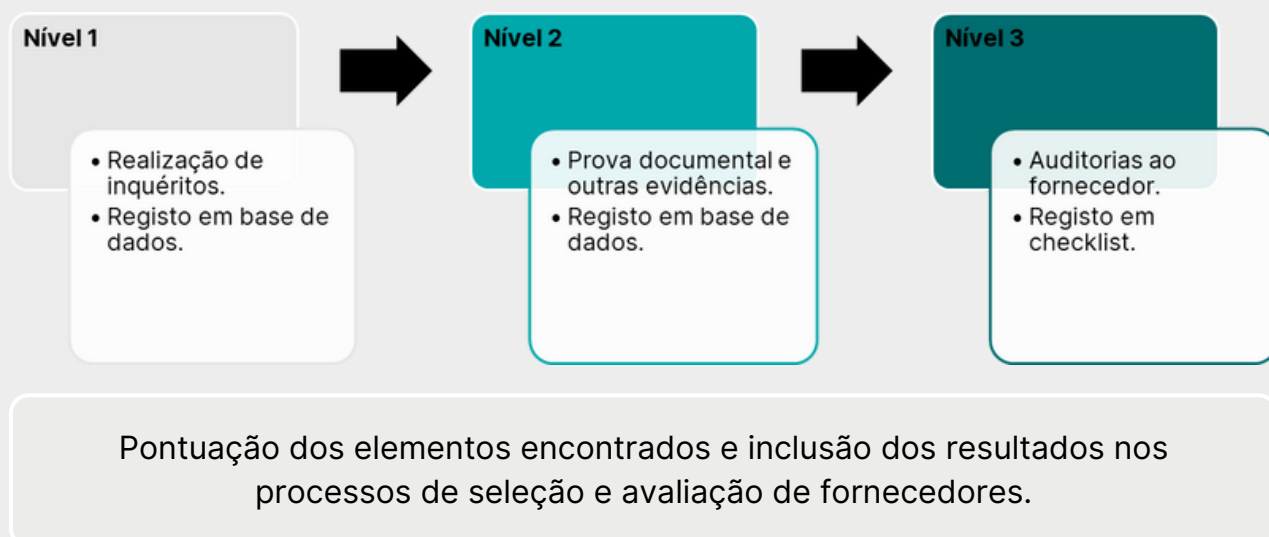 Nível 1
• Realização de
inquéritos.
• Registo em base de
dados.
Nível 2
• Prova documental e
outras evidências.
• Registo em base de
dados.
Nível 3
• Auditorias ao
fornecedor.
• Registo em
checklist.
Pontuação dos elementos encontrados e inclusão dos resultados nos
processos de seleção e avaliação de fornecedores.